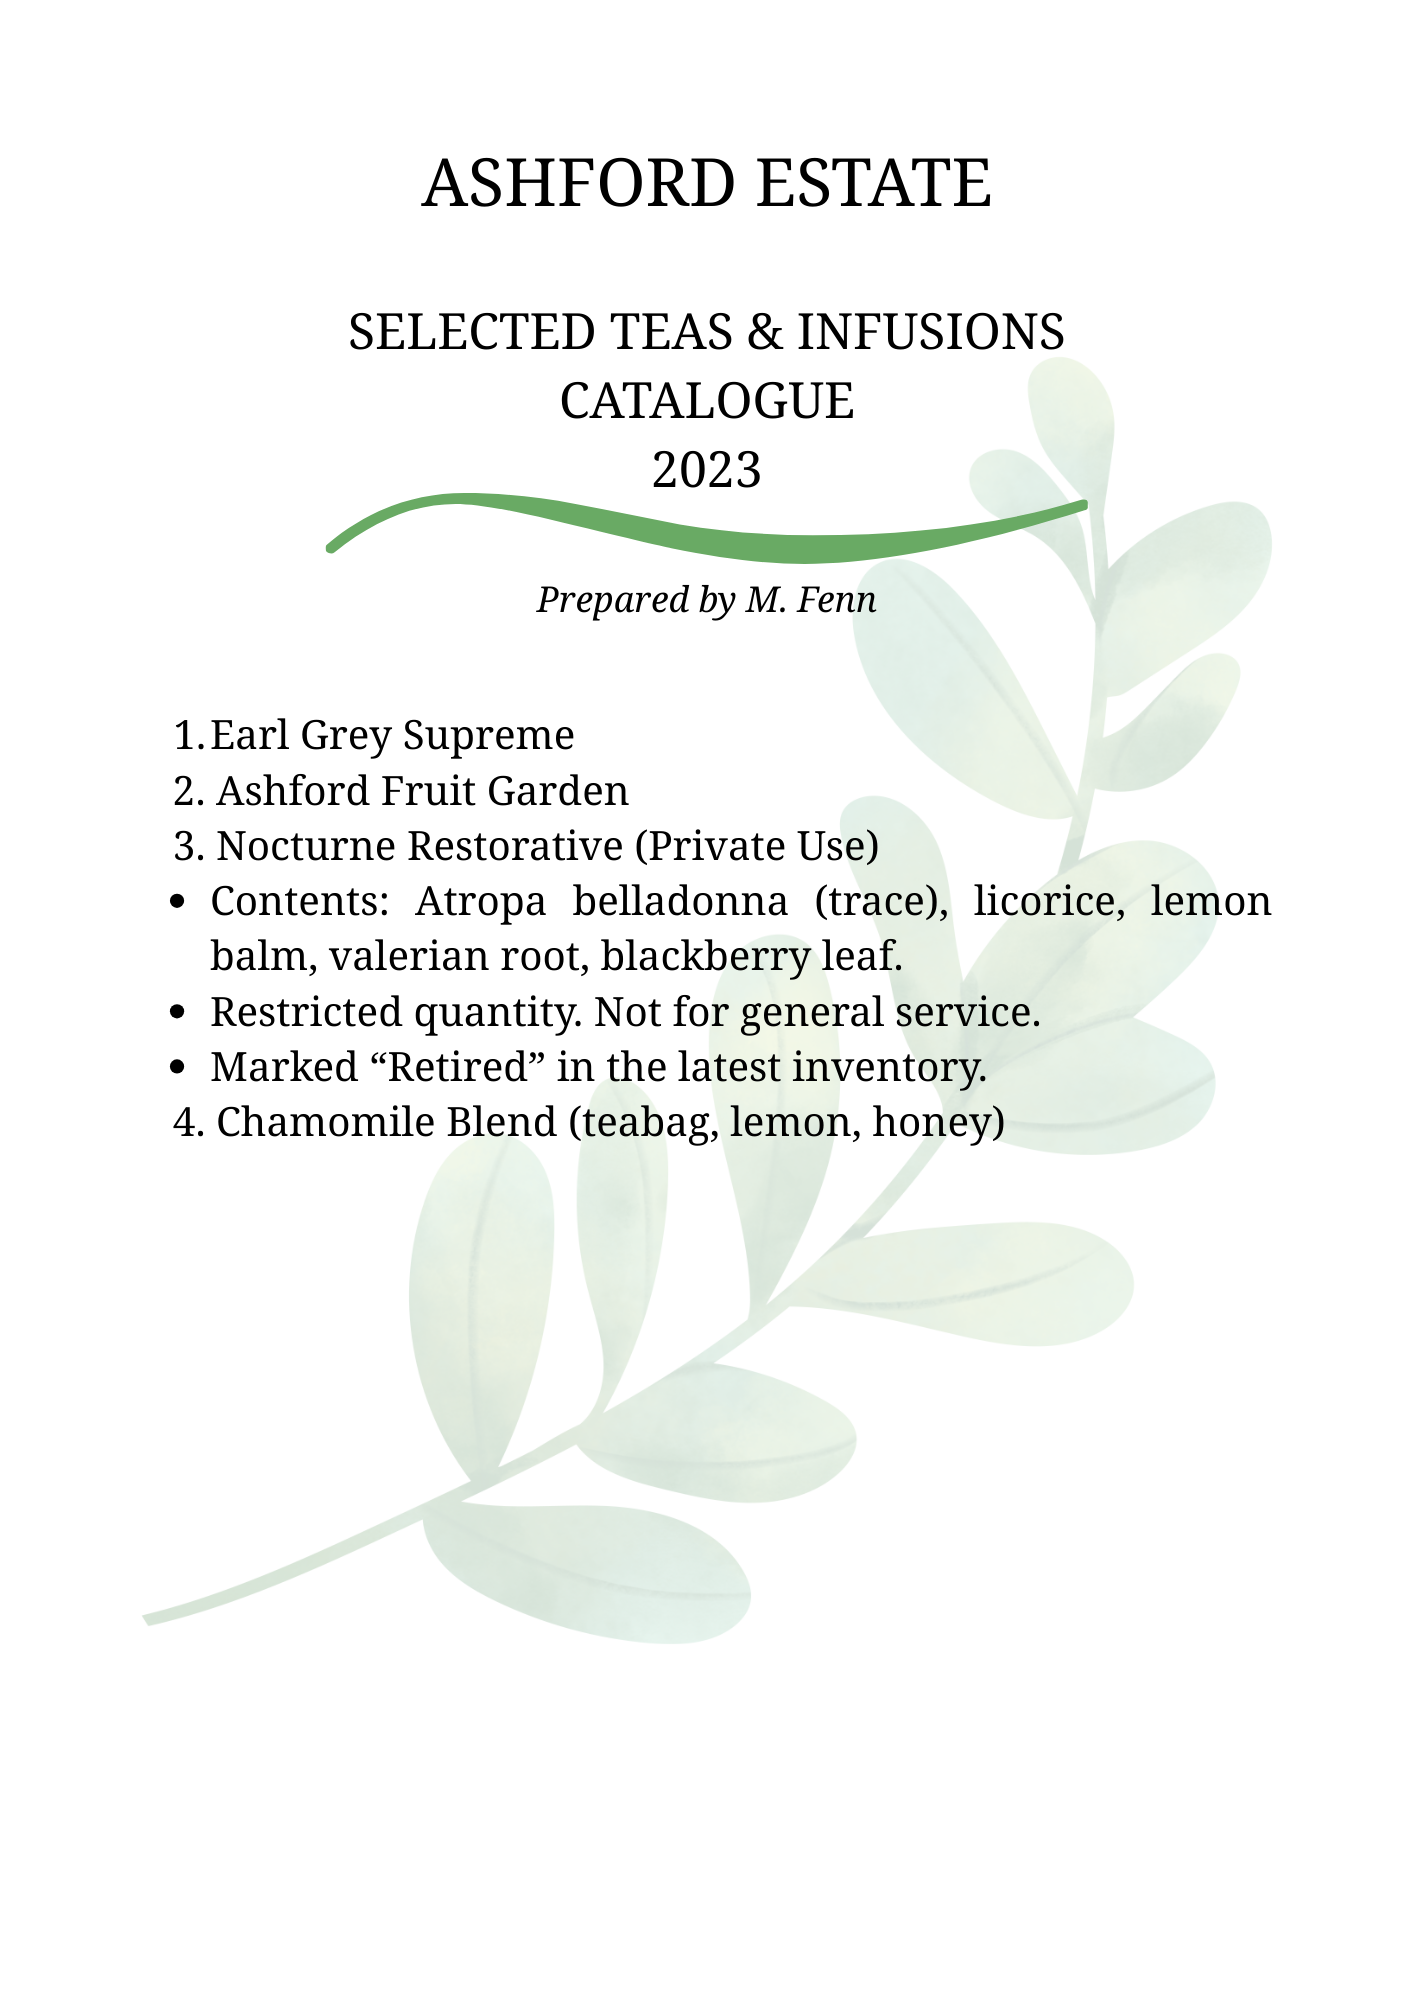 ASHFORD ESTATE
SELECTED TEAS & INFUSIONS
CATALOGUE
2023
Prepared by M. Fenn
1. Earl Grey Supreme
2. Ashford Fruit Garden
3. Nocturne Restorative (Private Use)
• Contents: Atropa belladonna (trace), licorice, lemon
balm, valerian root, blackberry leaf.
• Restricted quantity. Not for general service.
• Marked “Retired” in the latest inventory.
4. Chamomile Blend (teabag, lemon, honey)